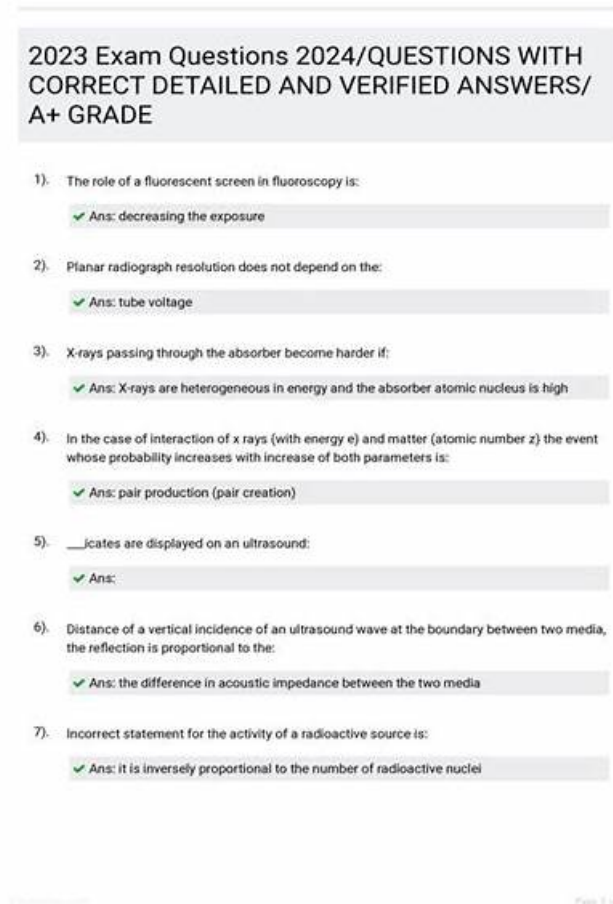 2023 Exam Questions 2024/QUESTIONS WITH
CORRECT DETAILED AND VERIFIED ANSWERS/
A+ GRADE
1). The role of a fluorescent screen in fluoroscopy is:
✔ Ans: decreasing the exposure
2). Planar radiograph resolution does not depend on the:
✔ Ans: tube voltage
3). X-rays passing through the absorber become harder if:
✔ Ans: X-rays are heterogeneous in energy and the absorber atomic nucleus is high
4). In the case of interaction of x rays (with energy e) and matter (atomic number z) the event
whose probability increases with increase of both parameters is:
✔ Ans: pair production (pair creation)
5). __icates are displayed on an ultrasound:
✔ Ans:
6). Distance of a vertical incidence of an ultrasound wave at the boundary between two media,
the reflection is proportional to the:
✔ Ans: the difference in acoustic impedance between the two media
7). Incorrect statement for the activity of a radioactive source is:
✔ Ans: it is inversely proportional to the number of radioactive nuclei